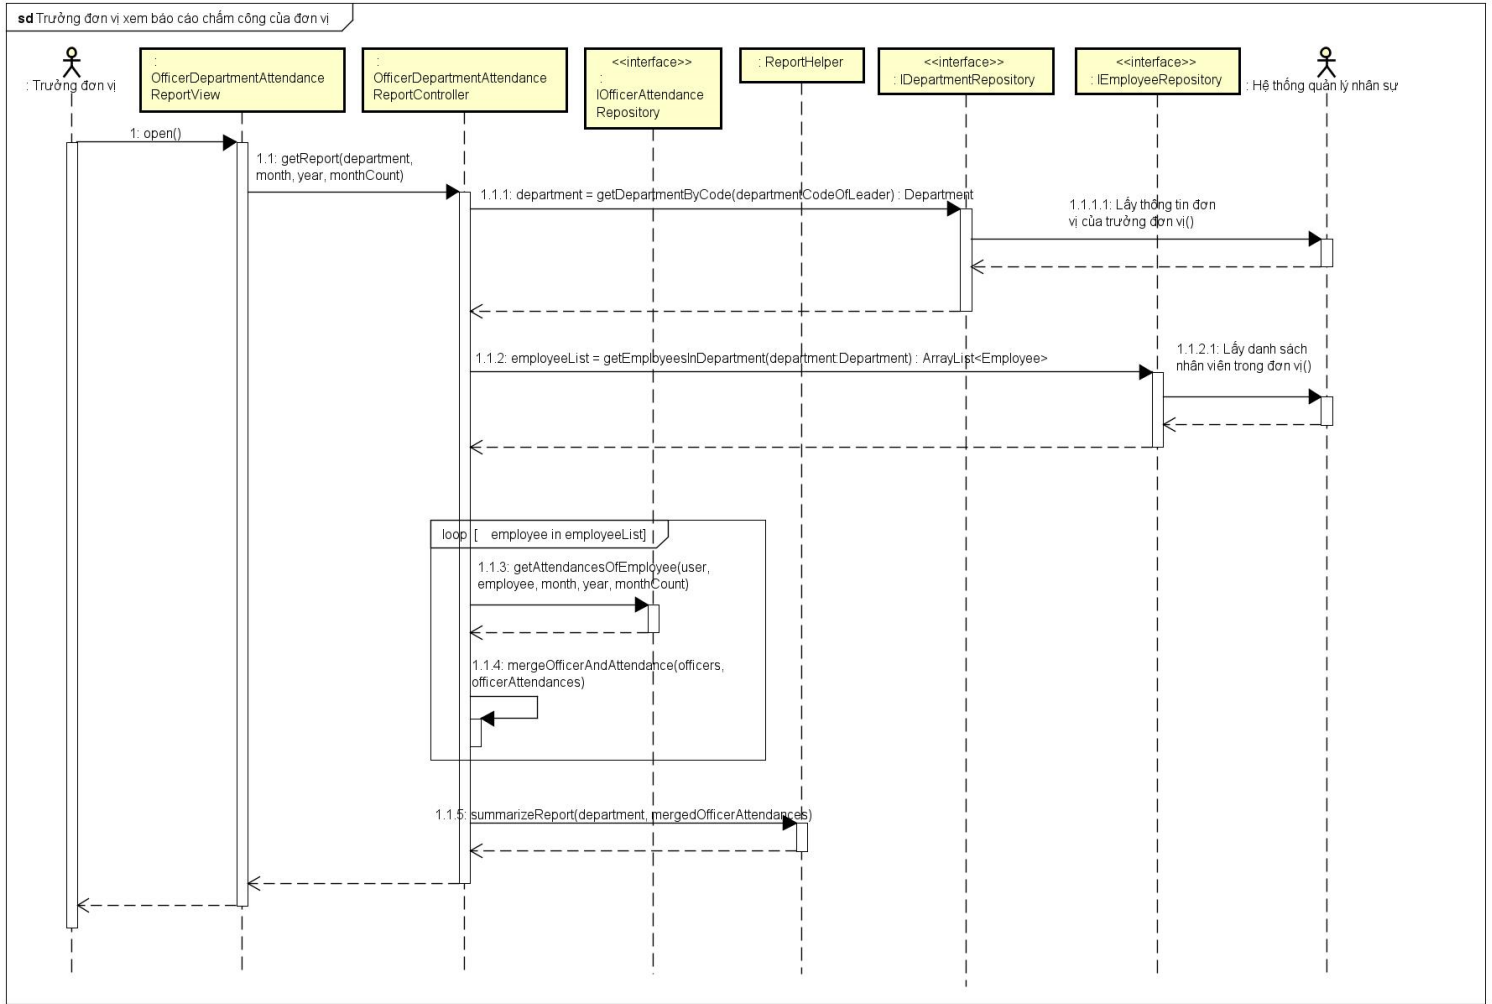 sd Trưởng đơn vị xem báo cáo chấm công của đơn vị
: Trưởng đơn vị
:
OfficerDepartmentAttendance
ReportView
:
OfficerDepartmentAttendance
ReportController
<<interface>>
:
IOfficerAttendance
Repository
: ReportHelper
<<interface>>
: IDepartmentRepository
<<interface>>
: IEmployeeRepository
: Hệ thống quản lý nhân sự
1: open()
1.1: getReport(department,
month, year, monthCount)
1.1.1: department = getDepartmentByCode(departmentCodeOfLeader) : Department
1.1.1.1: Lấy thông tin đơn
vị của trưởng đơn vị()
1.1.2: employeeList = getEmployeesInDepartment(department:Department) : ArrayList<Employee>
1.1.2.1: Lấy danh sách
nhân viên trong đơn vị()
loop [ employee in employeeList]
1.1.3: getAttendancesOfEmployee(user,
employee, month, year, monthCount)
1.1.4: mergeOfficerAndAttendance(officers,
officerAttendances)
1.1.5: summarizeReport(department, mergedOfficerAttendances)